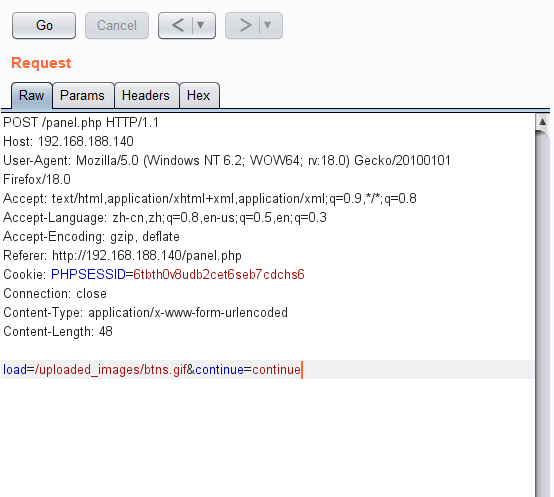 Go Cancel < >
Request
Raw Params Headers Hex
POST /panel.php HTTP/1.1
Host: 192.168.188.140
User-Agent: Mozilla/5.0 (Windows NT 6.2; WOW64; rv:18.0) Gecko/20100101
Firefox/18.0
Accept: text/html,application/xhtml+xml,application/xml;q=0.9,*/*;q=0.8
Accept-Language: zh-cn,zh;q=0.8,en-us;q=0.5,en;q=0.3
Accept-Encoding: gzip, deflate
Referer: http://192.168.188.140/panel.php
Cookie: PHPSESSID=6tbth0v8udb2cet6seb7cdchs6
Connection: close
Content-Type: application/x-www-form-urlencoded
Content-Length: 48
load=/uploaded_images/btns.gif&continue=continue